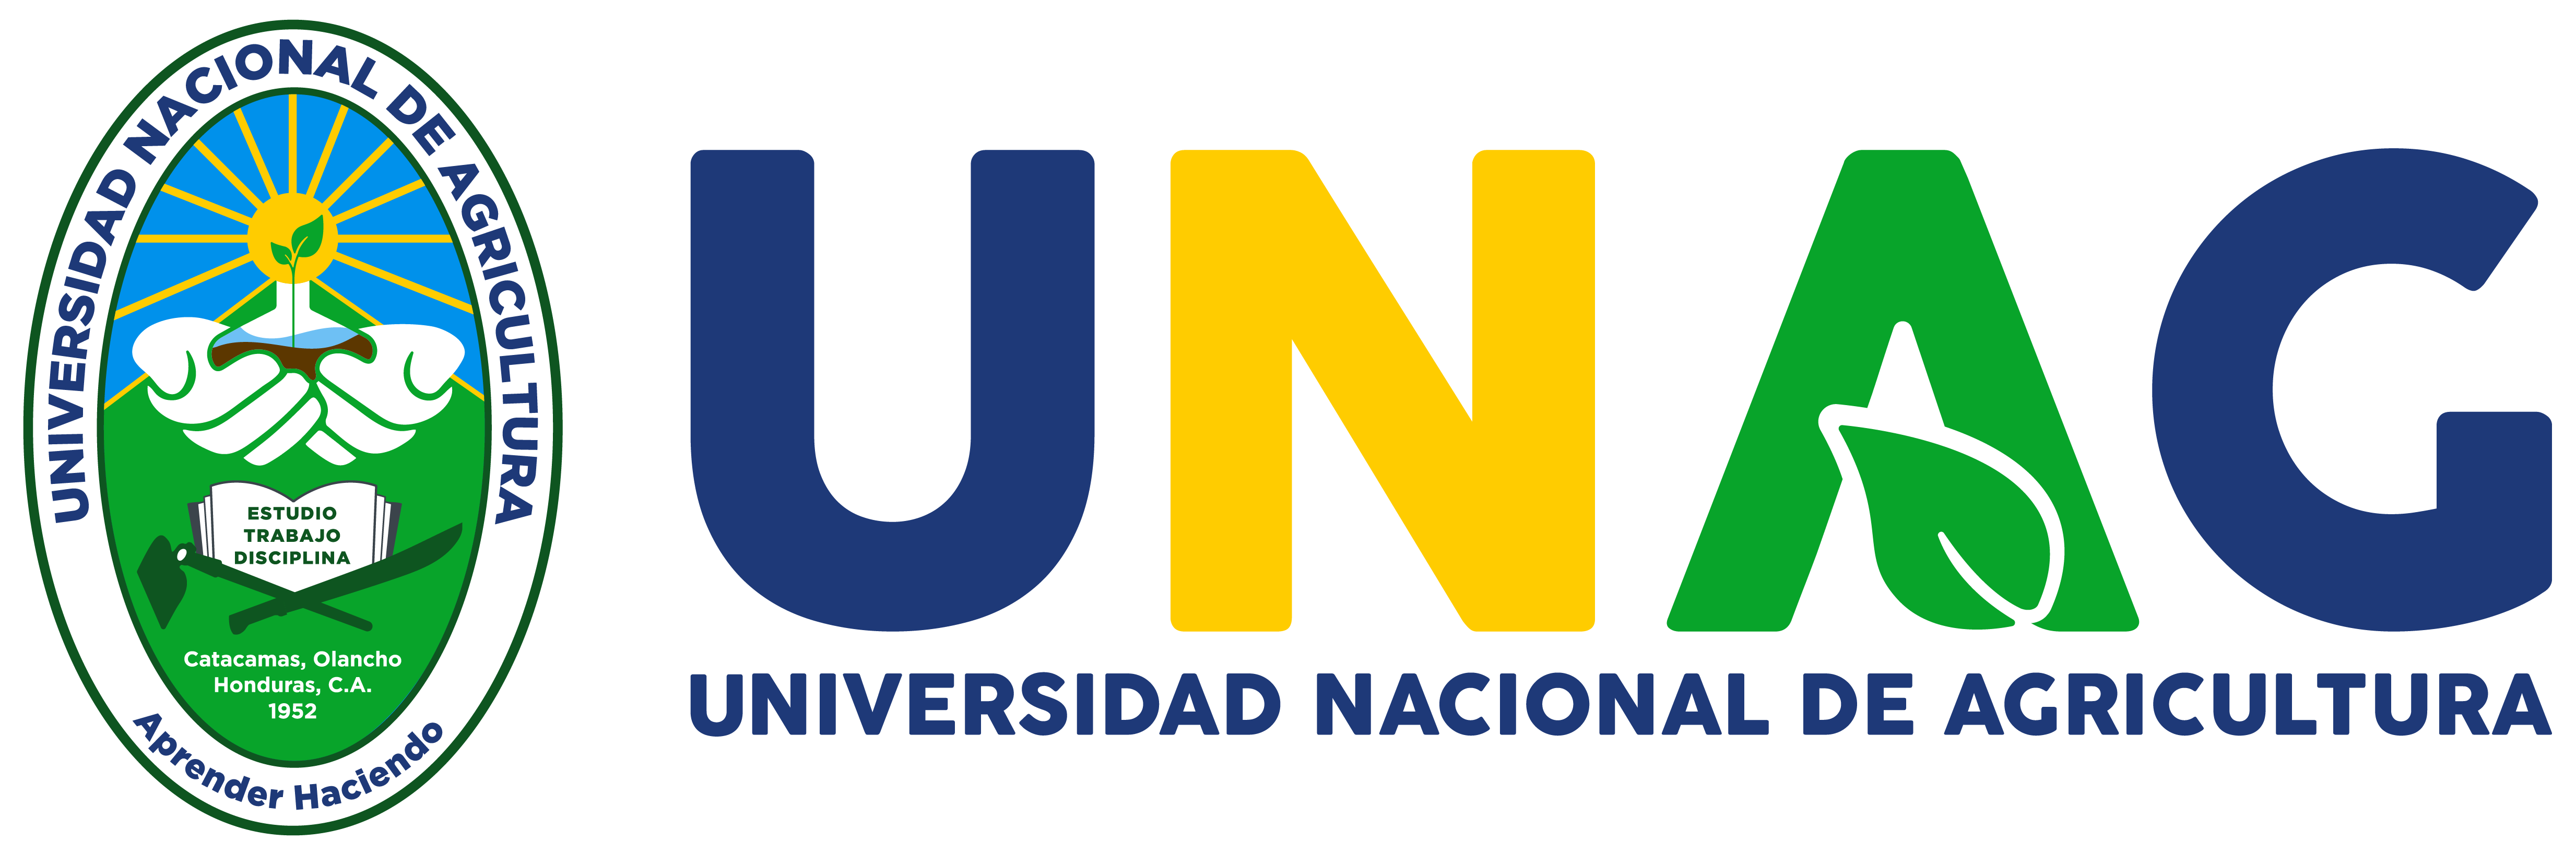 UNIVERSIDAD NACIONAL DE AGRICULTURA
ESTUDIO
TRABAJO
DISCIPLINA
Catacamas, Olancho
Honduras, C.A.
1952
Aprender Haciendo
UNAG
UNIVERSIDAD NACIONAL DE AGRICULTURA